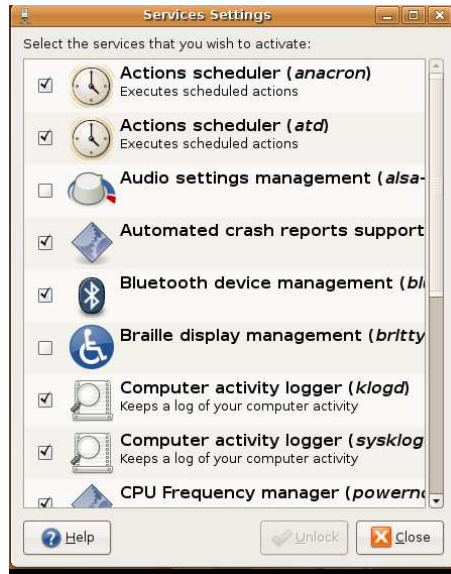 Services Settings
Select the services that you wish to activate:
Actions scheduler (anacron)
Executes scheduled actions
Actions scheduler (atd)
Executes scheduled actions
Audio settings management (alsa-
Automated crash reports support
Bluetooth device management (bl
Braille display management (britty
Computer activity logger (klogd)
Keeps a log of your computer activity
Computer activity logger (sysklog
Keeps a log of your computer activity
CPU Frequency manager (powern
Help
Unlock
Close